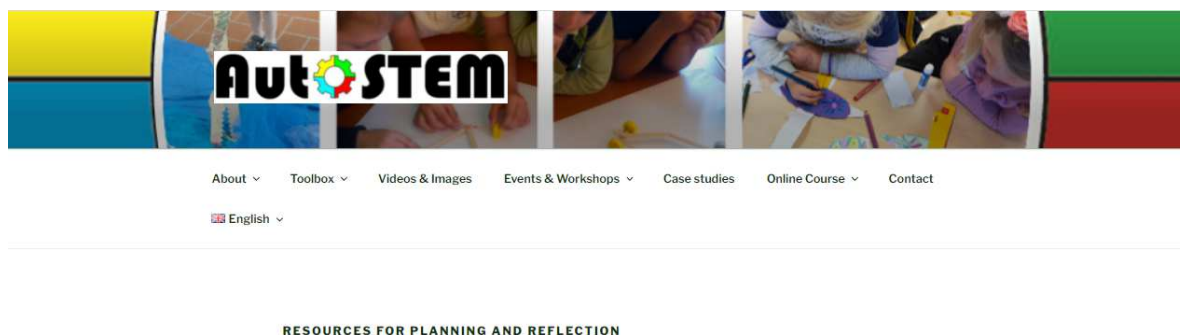 AutoSTEM
About
Toolbox
Videos & Images
Events & Workshops
Case studies
Online Course
Contact
English
RESOURCES FOR PLANNING AND REFLECTION